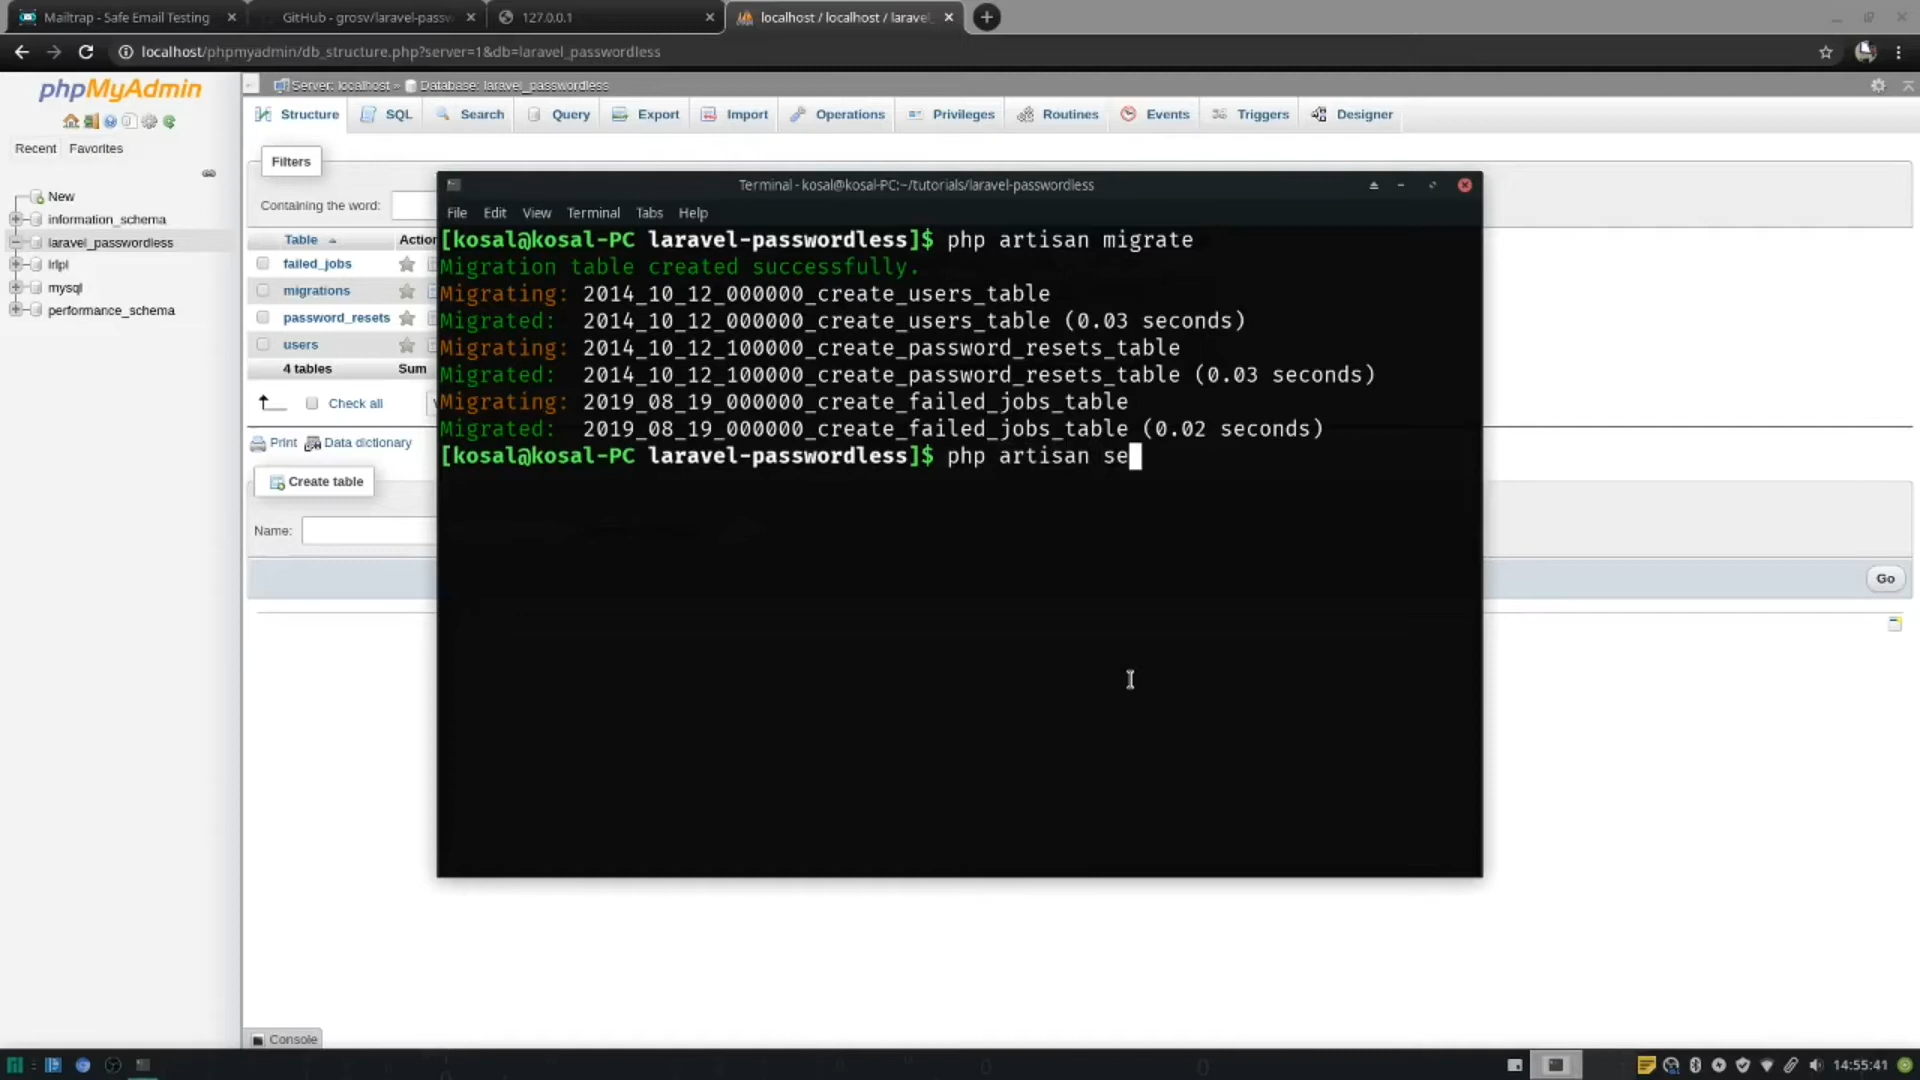 Mailtrap - Safe Email Testing
GitHub - grosv/laravel-passw
127.0.0.1
localhost / localhost / laravel
localhost/phpmyadmin/db_structure.php?server=1&db=laravel_passwordless
phpMyAdmin
Recent Favorites
New
information_schema
laravel_passwordless
lrlpl
mysql
performance_schema
Server: localhost » Database: laravel_passwordless
Structure SQL Search Query Export Import Operations Privileges Routines Events Triggers Designer
Filters
Containing the word:
Table Action
failed_jobs
migrations
password_resets
users
4 tables Sum
Check all
Print Data dictionary
Create table
Name:
Go
Console
Terminal - kosal@kosal-PC:~/tutorials/laravel-passwordless
File Edit View Terminal Tabs Help
[kosal@kosal-PC laravel-passwordless]$ php artisan migrate
Migration table created successfully.
Migrating: 2014_10_12_000000_create_users_table
Migrated: 2014_10_12_000000_create_users_table (0.03 seconds)
Migrating: 2014_10_12_100000_create_password_resets_table
Migrated: 2014_10_12_100000_create_password_resets_table (0.03 seconds)
Migrating: 2019_08_19_000000_create_failed_jobs_table
Migrated: 2019_08_19_000000_create_failed_jobs_table (0.02 seconds)
[kosal@kosal-PC laravel-passwordless]$ php artisan se
14:55:41